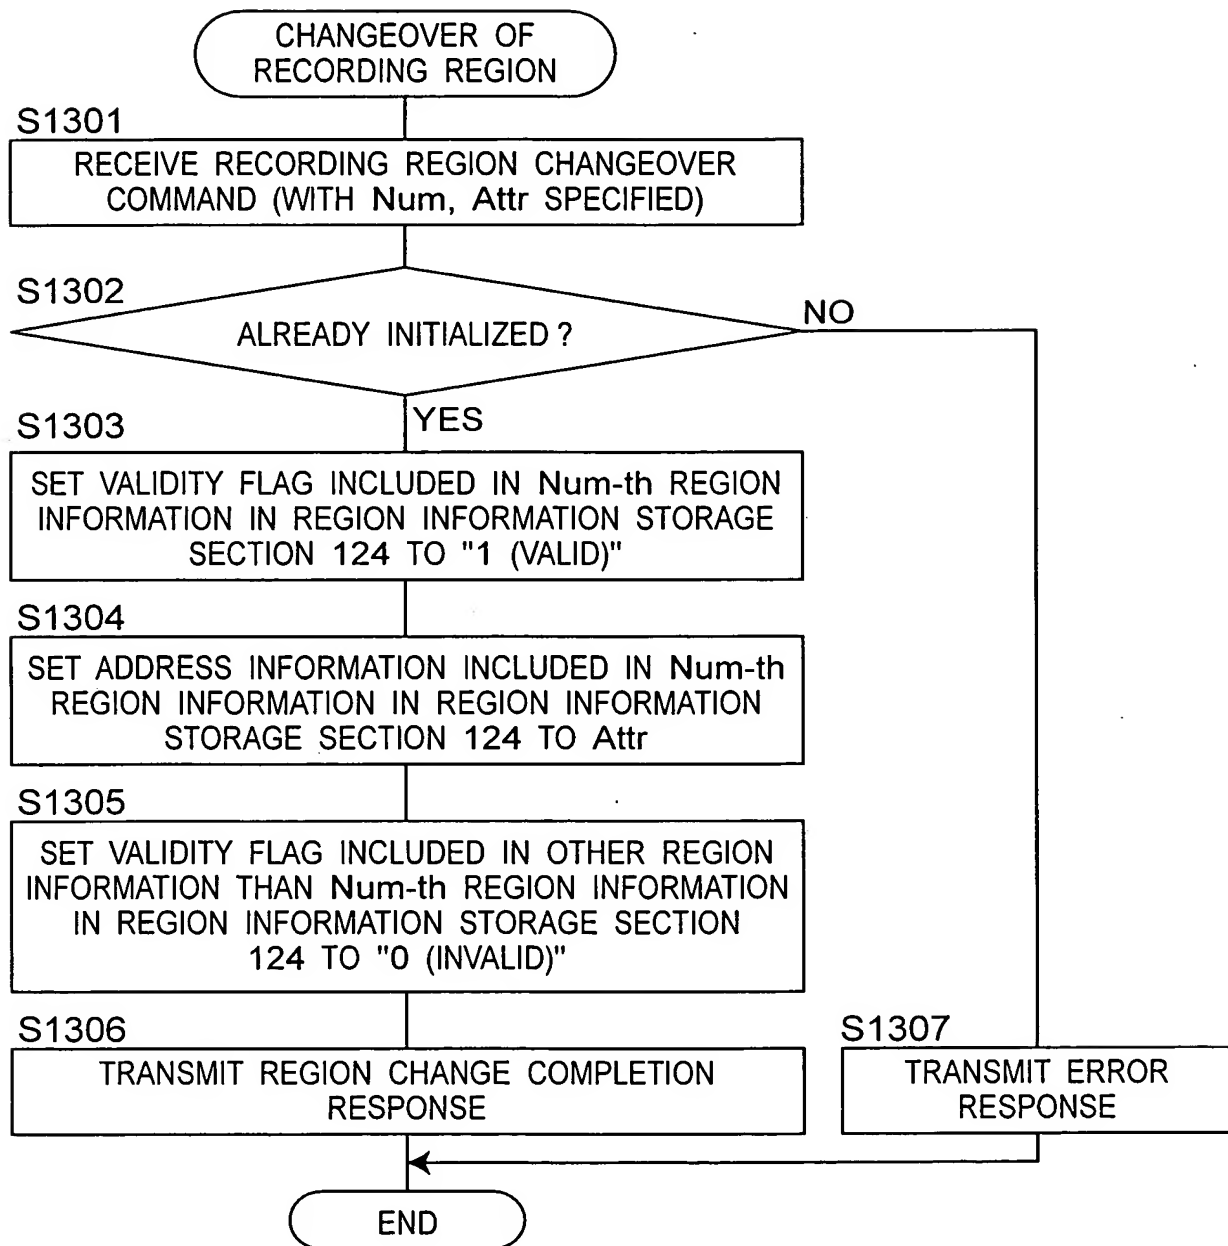 CHANGEOVER OF
RECORDING REGION
S1301
RECEIVE RECORDING REGION CHANGEOVER
COMMAND (WITH Num, Attr SPECIFIED)
S1302
ALREADY INITIALIZED ?
NO
YES
S1303
SET VALIDITY FLAG INCLUDED IN Num-th REGION
INFORMATION IN REGION INFORMATION STORAGE
SECTION 124 TO "1 (VALID)"
S1304
SET ADDRESS INFORMATION INCLUDED IN Num-th
REGION INFORMATION IN REGION INFORMATION
STORAGE SECTION 124 TO Attr
S1305
SET VALIDITY FLAG INCLUDED IN OTHER REGION
INFORMATION THAN Num-th REGION INFORMATION
IN REGION INFORMATION STORAGE SECTION
124 TO "0 (INVALID)"
S1306
TRANSMIT REGION CHANGE COMPLETION
RESPONSE
S1307
TRANSMIT ERROR
RESPONSE
END